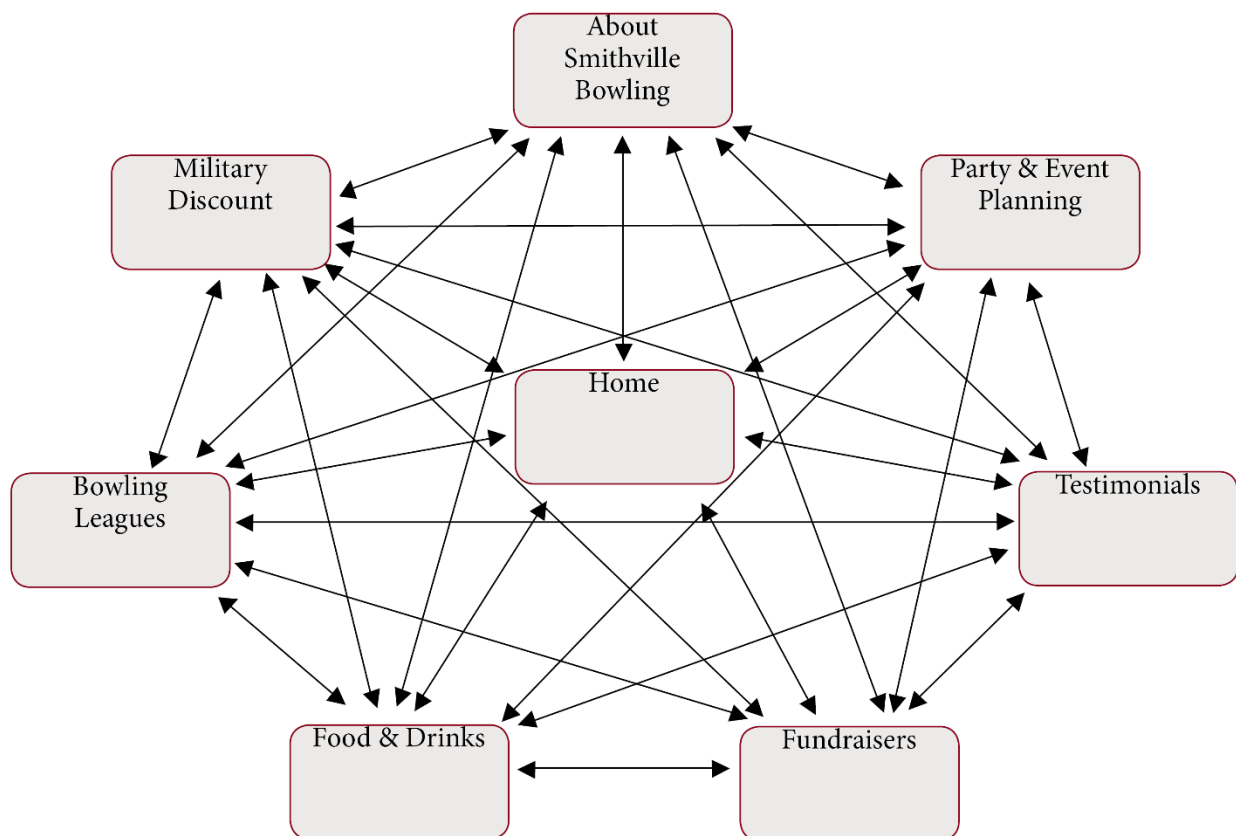 About
Smithville
Bowling
Military
Discount
Party & Event
Planning
Home
Bowling
Leagues
Testimonials
Food & Drinks
Fundraisers